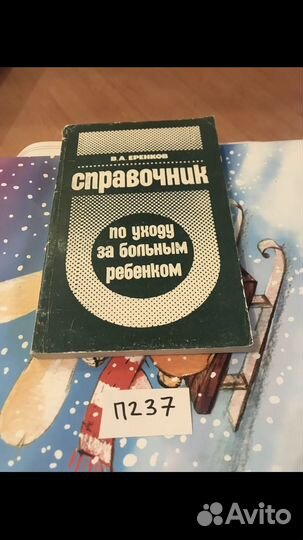 В.А. ЕРЕНКОВ
справочник
по уходу
за больным
ребенком
П237
Avito